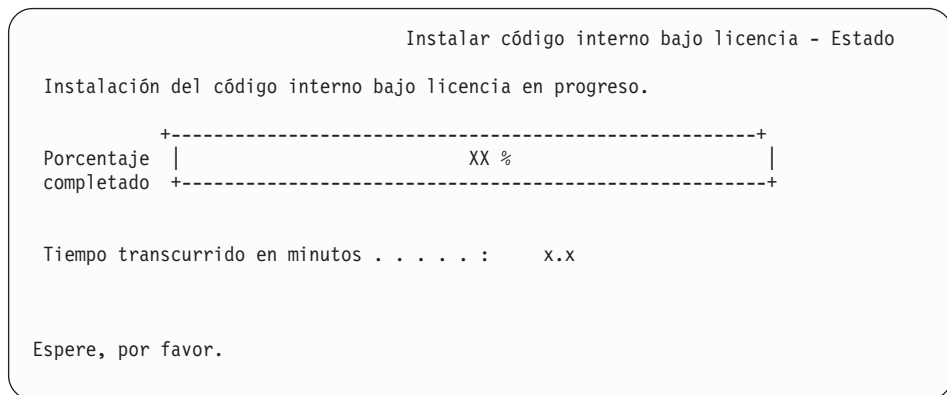 Instalar código interno bajo licencia - Estado
Instalación del código interno bajo licencia en progreso.
+-------------------------------------------------------+
Porcentaje | XX % |
completado +-------------------------------------------------------+
Tiempo transcurrido en minutos . . . . . : x.x
Espere, por favor.